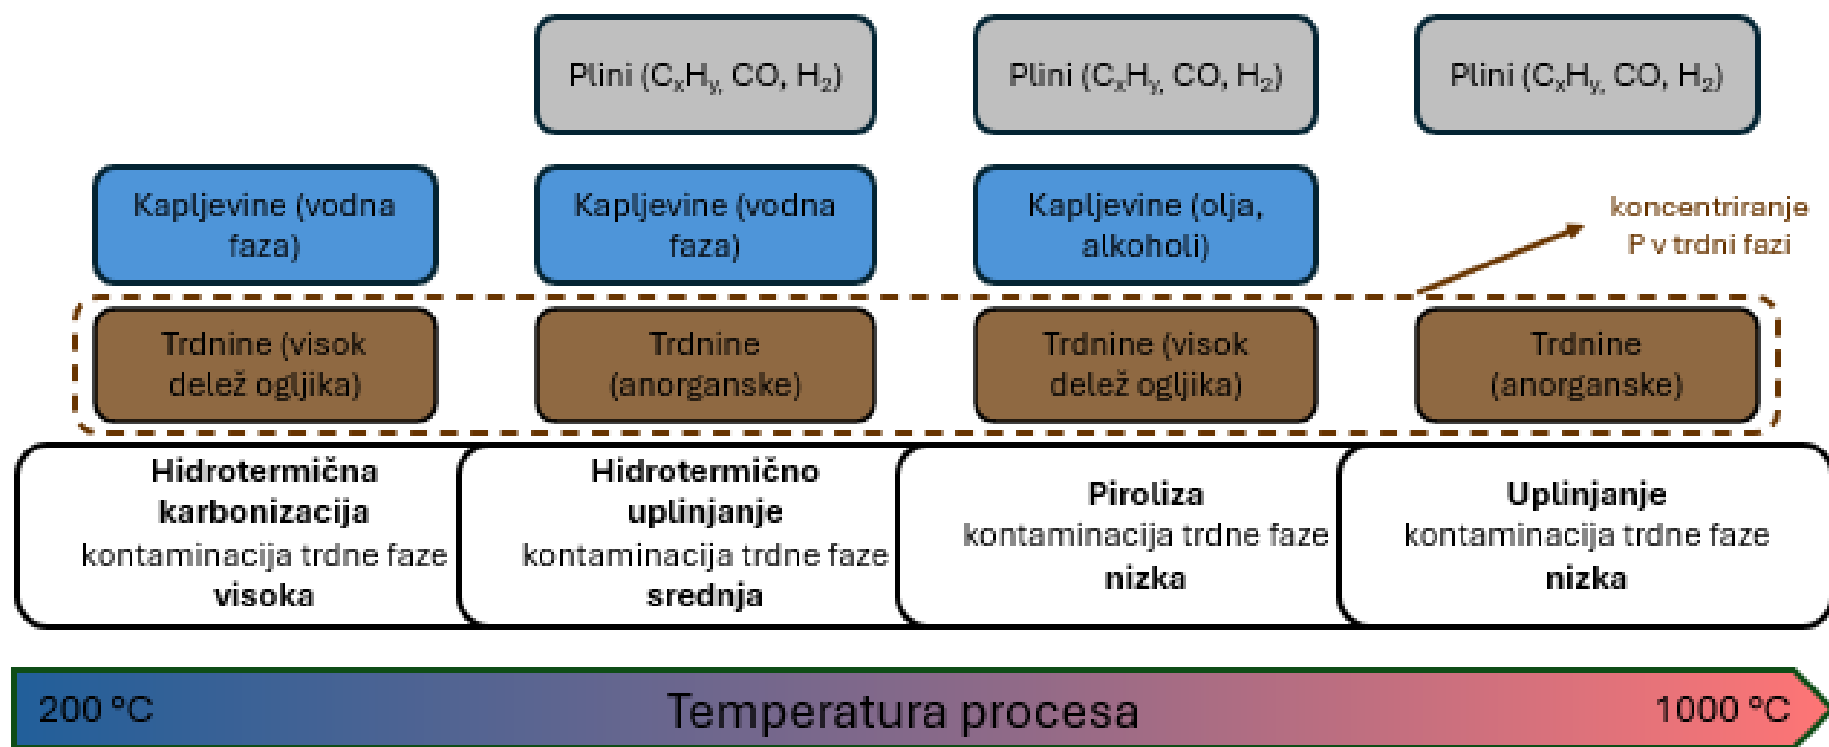 Plini (CₓHᵧ, CO, H₂)
Plini (CₓHᵧ, CO, H₂)
Plini (CₓHᵧ, CO, H₂)
Kapljevine (vodna
faza)
Kapljevine (vodna
faza)
Kapljevine (olja,
alkoholi)
koncentriranje
P v trdni fazi
Trdnine (visok
delež ogljika)
Trdnine
(anorganske)
Trdnine (visok
delež ogljika)
Trdnine
(anorganske)
Hidrotermična
karbonizacija
kontaminacija trdne faze
visoka
Hidrotermično
uplinjanje
kontaminacija trdne faze
srednja
Piroliza
kontaminacija trdne faze
nizka
Uplinjanje
kontaminacija trdne faze
nizka
200 °C
Temperatura procesa
1000 °C